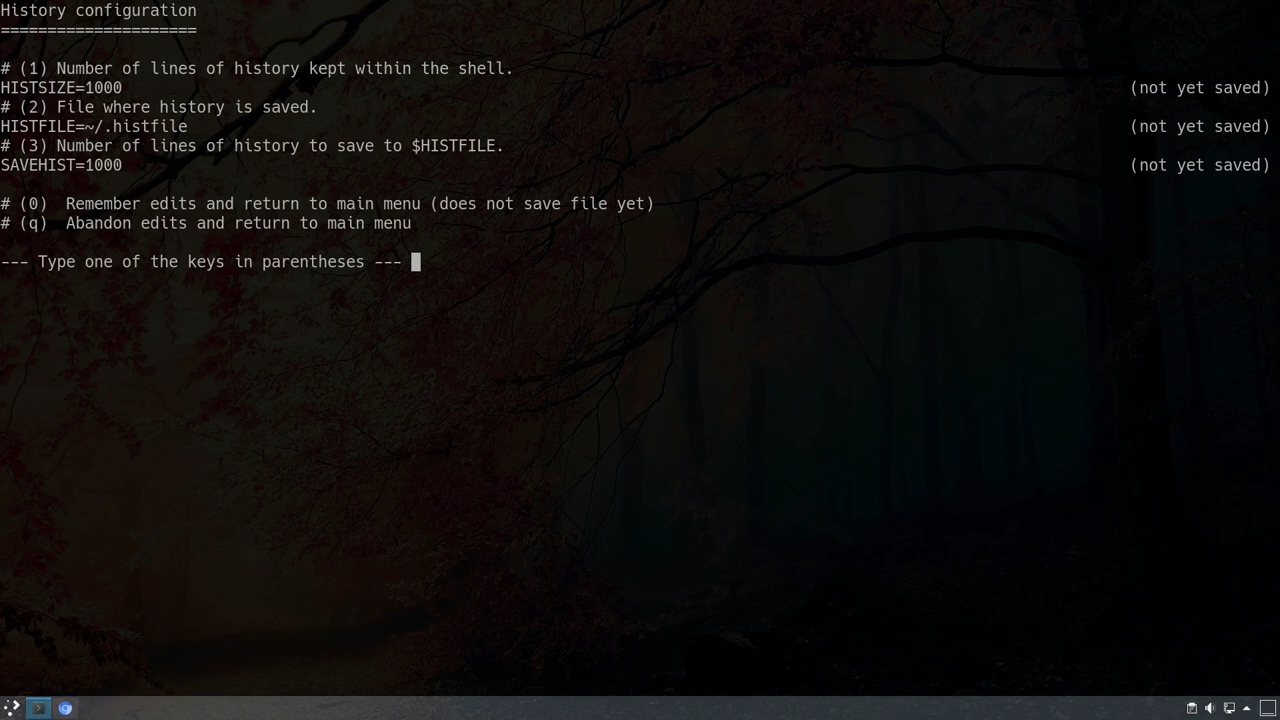 History configuration
=====================
# (1) Number of lines of history kept within the shell.
HISTSIZE=1000 (not yet saved)
# (2) File where history is saved.
HISTFILE=~/.histfile (not yet saved)
# (3) Number of lines of history to save to $HISTFILE.
SAVEHIST=1000 (not yet saved)
# (0)  Remember edits and return to main menu (does not save file yet)
# (q)  Abandon edits and return to main menu
--- Type one of the keys in parentheses ---